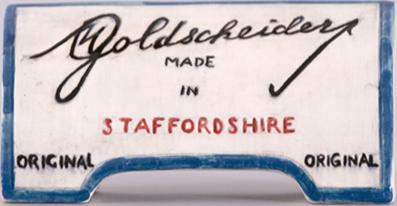 Goldscheider
MADE
IN
STAFFORDSHIRE
ORIGINAL ORIGINAL